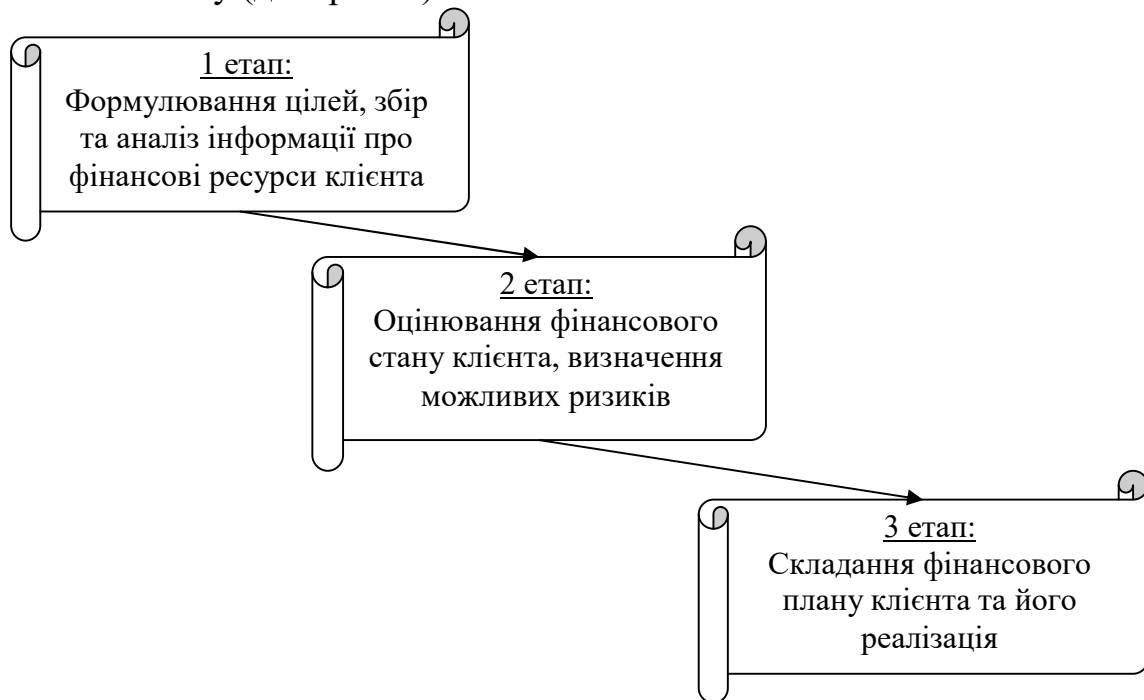 1 етап:
Формулювання цілей, збір
та аналіз інформації про
фінансові ресурси клієнта
2 етап:
Оцінювання фінансового
стану клієнта, визначення
можливих ризиків
3 етап:
Складання фінансового
плану клієнта та його
реалізація